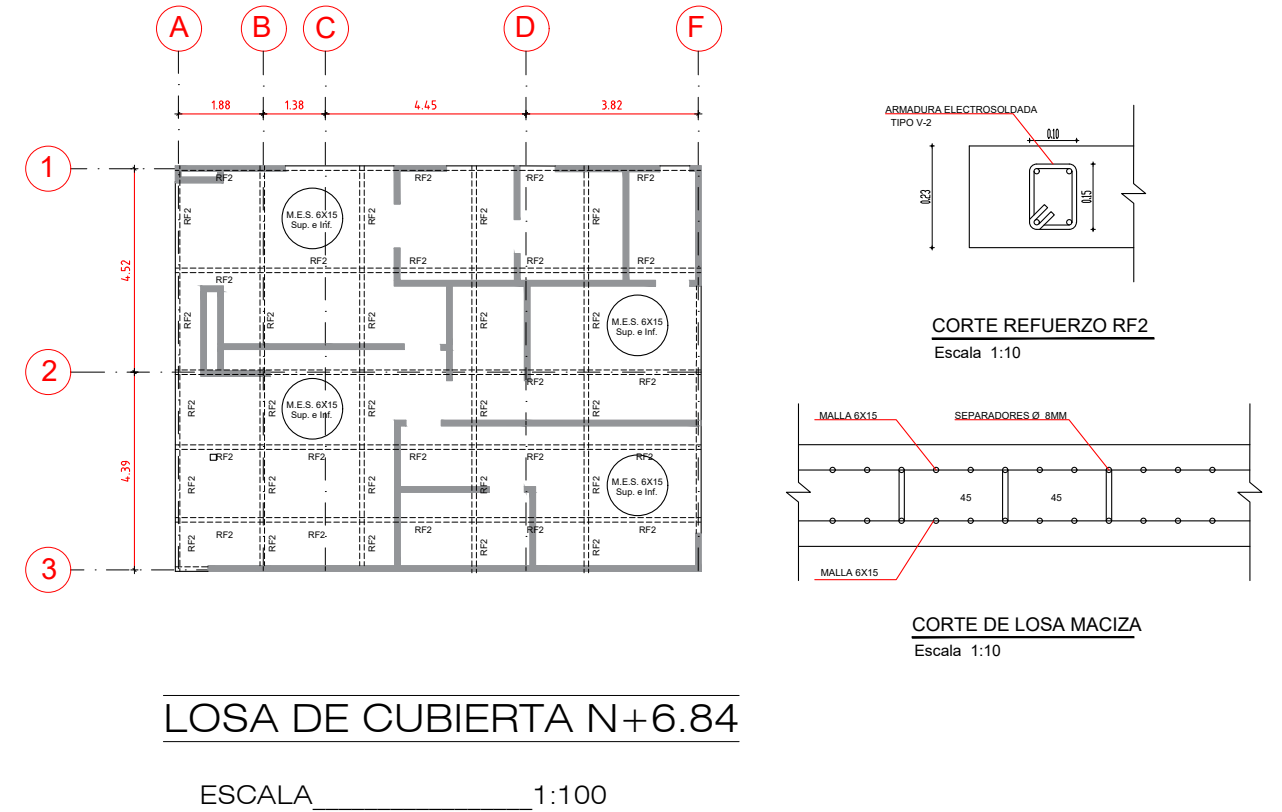 A B C D F
1.88 1.38 4.45 3.82
1
RF2 RF2 RF2 RF2
RF2 RF2 RF2 RF2
M.E.S. 6X15
Sup. e Inf.
4.52
RF2 RF2 RF2 RF2
RF2
RF2 RF2 RF2 RF2 RF2
M.E.S. 6X15
Sup. e Inf.
2
RF2 RF2
RF2 RF2 RF2 RF2
M.E.S. 6X15
Sup. e Inf.
4.39
RF2 RF2 RF2 RF2 RF2
RF2 RF2 RF2 RF2
M.E.S. 6X15
Sup. e Inf.
RF2 RF2 RF2 RF2 RF2
RF2 RF2 RF2 RF2
3
ARMADURA ELECTROSOLDADA
TIPO V-2
0.10
0.23
0.15
CORTE REFUERZO RF2
Escala 1:10
MALLA 6X15
SEPARADORES Ø 8MM
45 45
MALLA 6X15
CORTE DE LOSA MACIZA
Escala 1:10
LOSA DE CUBIERTA N+6.84
ESCALA________________1:100